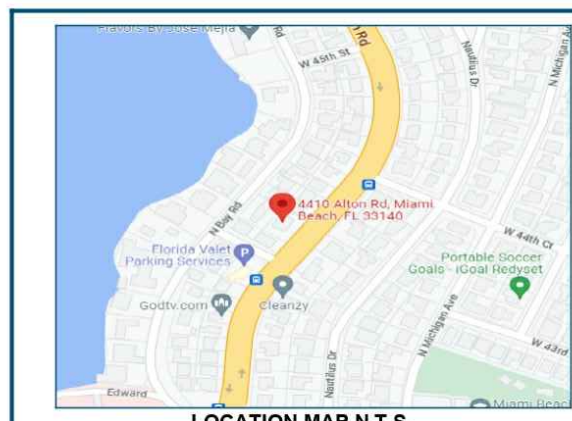 Flavors By Jose Mejia
W 45th St
n Rd
Nautilus Dr
N Michigan Av
N Bay Rd
4410 Alton Rd, Miami
Beach, FL 33140
W 44th Ct
Florida Valet
Parking Services
P
Portable Soccer
Goals - iGoal Redyset
Godtv.com
Cleanzy
N Michigan Ave
W 43rd
Nautilus Dr
Edward
Miami Beac
LOCATION MAP N.T.S.